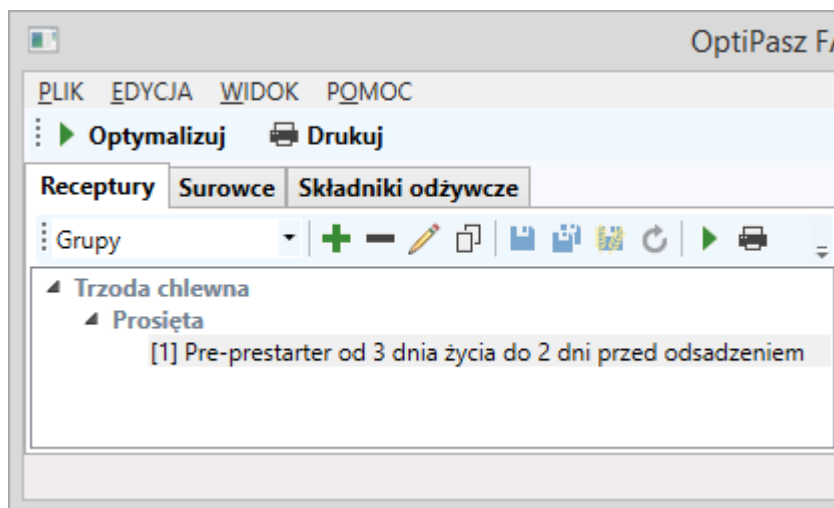 OptiPasz FA
PLIK EDYCJA WIDOK POMOC
Optymalizuj Drukuj
Receptury Surowce Składniki odżywcze
Grupy
Trzoda chlewna
Prosięta
[1] Pre-prestarter od 3 dnia życia do 2 dni przed odsadzeniem